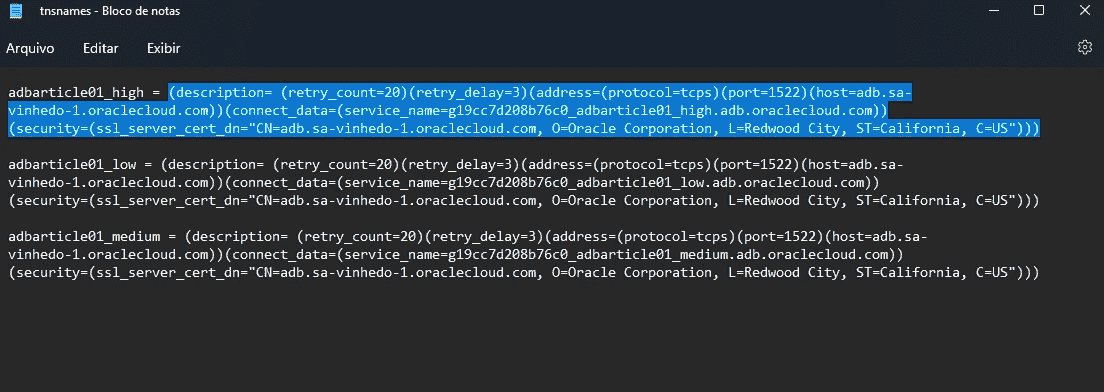 tnsnames - Bloco de notas
Arquivo Editar Exibir
adbarticle01_high = (description= (retry_count=20)(retry_delay=3)(address=(protocol=tcps)(port=1522)(host=adb.sa-
vinhedo-1.oraclecloud.com))(connect_data=(service_name=g19cc7d208b76c0_adbarticle01_high.adb.oraclecloud.com))
(security=(ssl_server_cert_dn="CN=adb.sa-vinhedo-1.oraclecloud.com, O=Oracle Corporation, L=Redwood City, ST=California, C=US")))
adbarticle01_low = (description= (retry_count=20)(retry_delay=3)(address=(protocol=tcps)(port=1522)(host=adb.sa-
vinhedo-1.oraclecloud.com))(connect_data=(service_name=g19cc7d208b76c0_adbarticle01_low.adb.oraclecloud.com))
(security=(ssl_server_cert_dn="CN=adb.sa-vinhedo-1.oraclecloud.com, O=Oracle Corporation, L=Redwood City, ST=California, C=US")))
adbarticle01_medium = (description= (retry_count=20)(retry_delay=3)(address=(protocol=tcps)(port=1522)(host=adb.sa-
vinhedo-1.oraclecloud.com))(connect_data=(service_name=g19cc7d208b76c0_adbarticle01_medium.adb.oraclecloud.com))
(security=(ssl_server_cert_dn="CN=adb.sa-vinhedo-1.oraclecloud.com, O=Oracle Corporation, L=Redwood City, ST=California, C=US")))